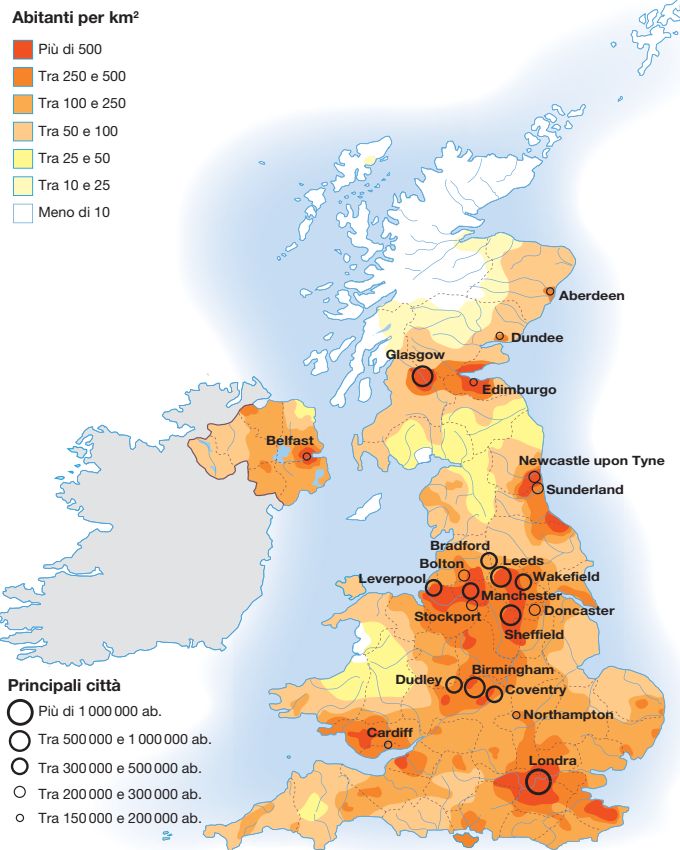 Abitanti per km²
Più di 500
Tra 250 e 500
Tra 100 e 250
Tra 50 e 100
Tra 25 e 50
Tra 10 e 25
Meno di 10
Aberdeen
Dundee
Glasgow
Edimburgo
Belfast
Newcastle upon Tyne
Sunderland
Bradford
Leeds
Bolton
Wakefield
Leverpool
Manchester
Doncaster
Stockport
Sheffield
Birmingham
Dudley
Coventry
Northampton
Cardiff
Londra
Principali città
Più di 1 000 000 ab.
Tra 500 000 e 1 000 000 ab.
Tra 300 000 e 500 000 ab.
Tra 200 000 e 300 000 ab.
Tra 150 000 e 200 000 ab.